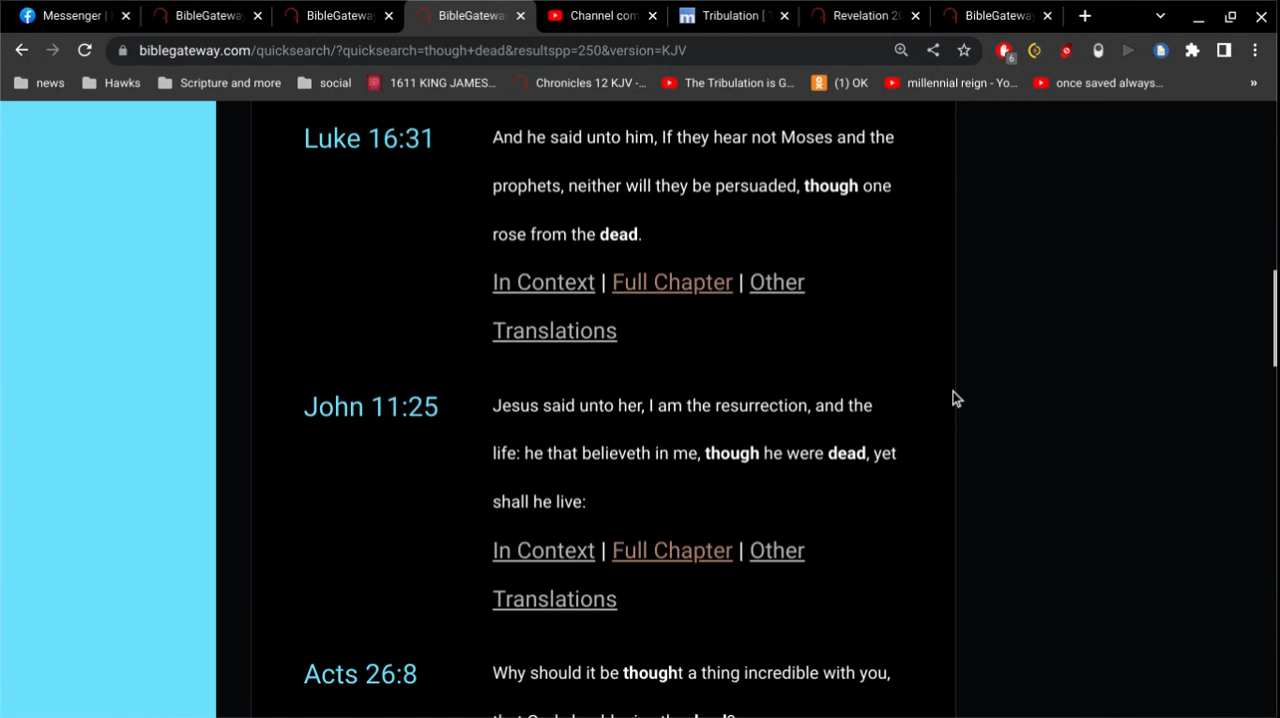 Messenger |
BibleGateway
BibleGateway
BibleGateway
Channel com
Tribulation [
Revelation 20
BibleGateway
biblegateway.com/quicksearch/?quicksearch=though+dead&resultspp=250&version=KJV
6
news
Hawks
Scripture and more
social
1611 KING JAMES...
Chronicles 12 KJV -...
The Tribulation is G...
(1) OK
millennial reign - Yo...
once saved always...
»
Luke 16:31
And he said unto him, If they hear not Moses and the
prophets, neither will they be persuaded, though one
rose from the dead.
In Context | Full Chapter | Other
Translations
John 11:25
Jesus said unto her, I am the resurrection, and the
life: he that believeth in me, though he were dead, yet
shall he live:
In Context | Full Chapter | Other
Translations
Acts 26:8
Why should it be thought a thing incredible with you,